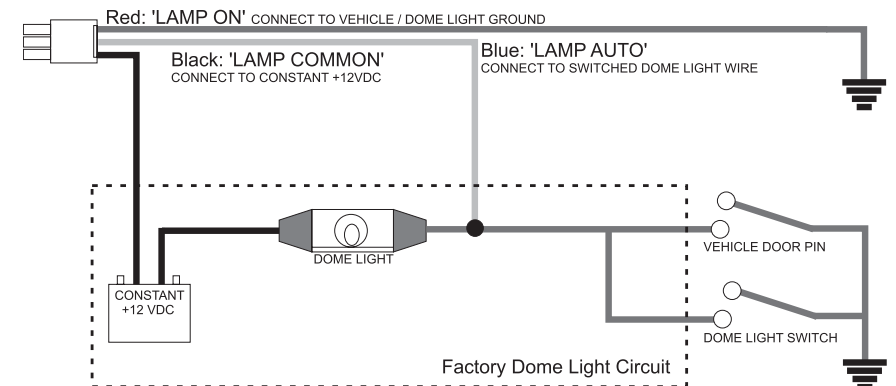 Red: 'LAMP ON' CONNECT TO VEHICLE / DOME LIGHT GROUND
Black: 'LAMP COMMON'
CONNECT TO CONSTANT +12VDC
Blue: 'LAMP AUTO'
CONNECT TO SWITCHED DOME LIGHT WIRE
DOME LIGHT
VEHICLE DOOR PIN
CONSTANT
+12 VDC
DOME LIGHT SWITCH
Factory Dome Light Circuit